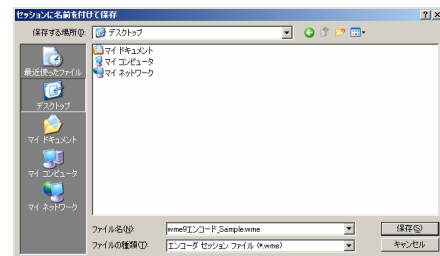 セッションに名前を付けて保存
保存する場所(I):
デスクトップ
最近使ったファイル
デスクトップ
マイ ドキュメント
マイ コンピュータ
マイ ネットワーク
マイ ドキュメント
マイ コンピュータ
マイ ネットワーク
ファイル名(N):
wme9エンコード_Sample.wme
保存(S)
ファイルの種類(T):
エンコーダ セッション ファイル (*.wme)
キャンセル